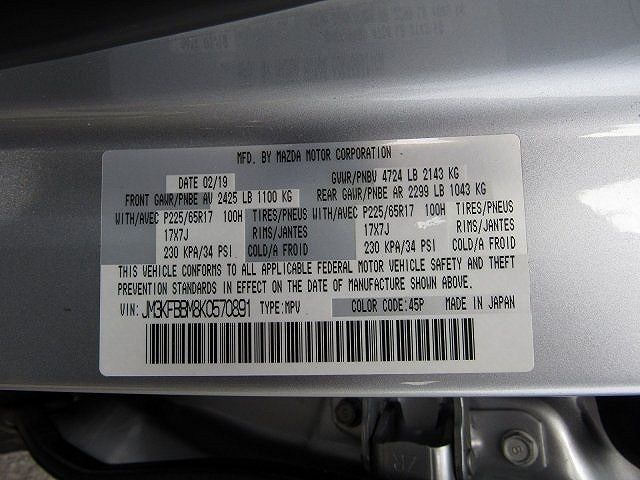 MFD. BY MAZDA MOTOR CORPORATION
DATE 02/19 GVWR/PNBV 4724 LB 2143 KG
FRONT GAWR/PNBE AV 2425 LB 1100 KG REAR GAWR/PNBE AR 2299 LB 1043 KG
WITH/AVEC P225/65R17 100H TIRES/PNEUS WITH/AVEC P225/65R17 100H TIRES/PNEUS
17X7J RIMS/JANTES 17X7J RIMS/JANTES
230 KPA/34 PSI COLD/A FROID 230 KPA/34 PSI COLD/A FROID
THIS VEHICLE CONFORMS TO ALL APPLICABLE FEDERAL MOTOR VEHICLE SAFETY AND THEFT
PREVENTION STANDARDS IN EFFECT ON THE DATE OF MANUFACTURE SHOWN ABOVE.
VIN: JM3KFBBM8K0570891 TYPE:MPV COLOR CODE:45P MADE IN JAPAN